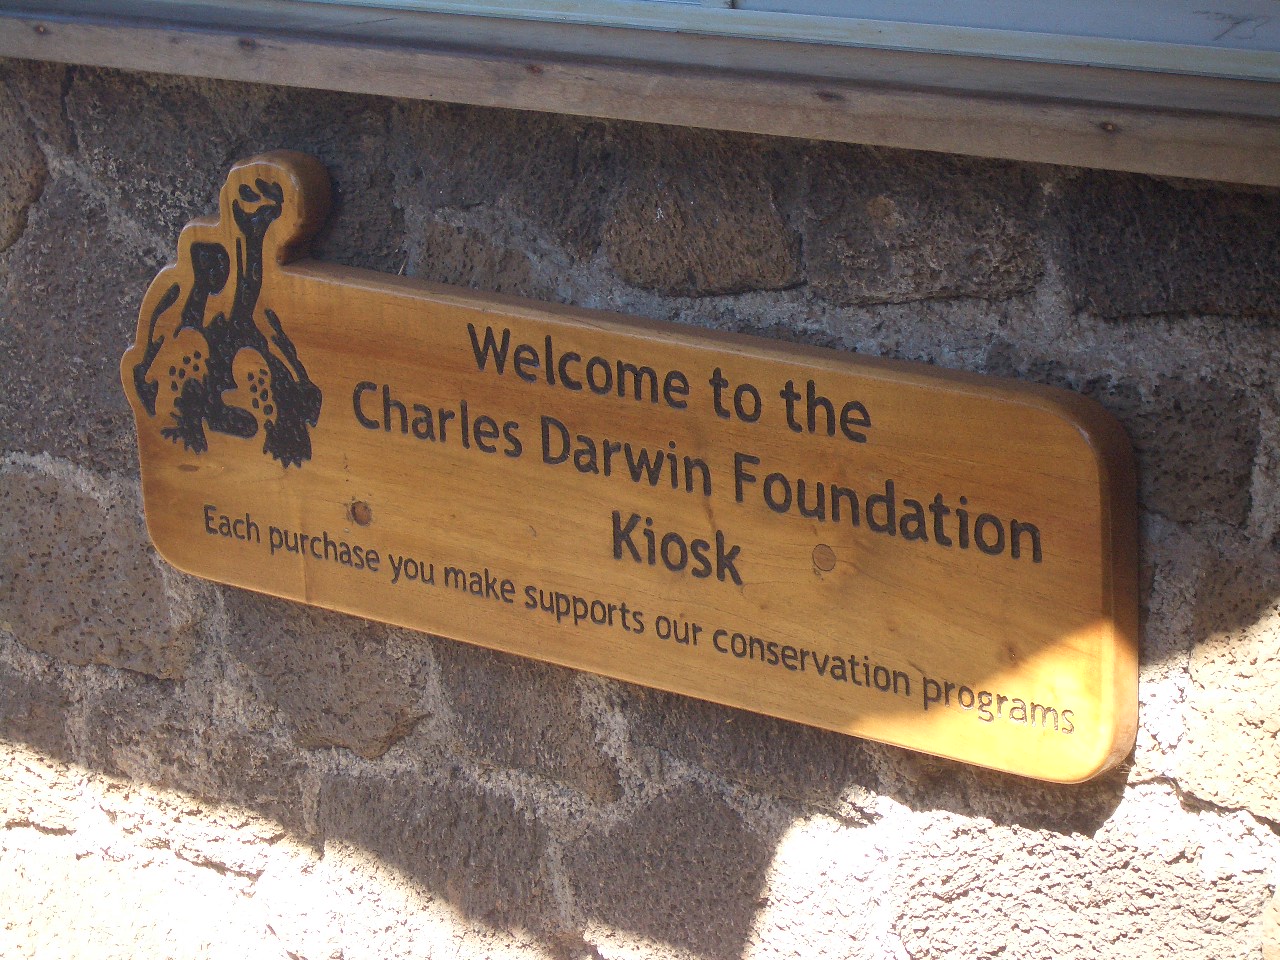 Welcome to the
Charles Darwin Foundation
Kiosk
Each purchase you make supports our conservation programs